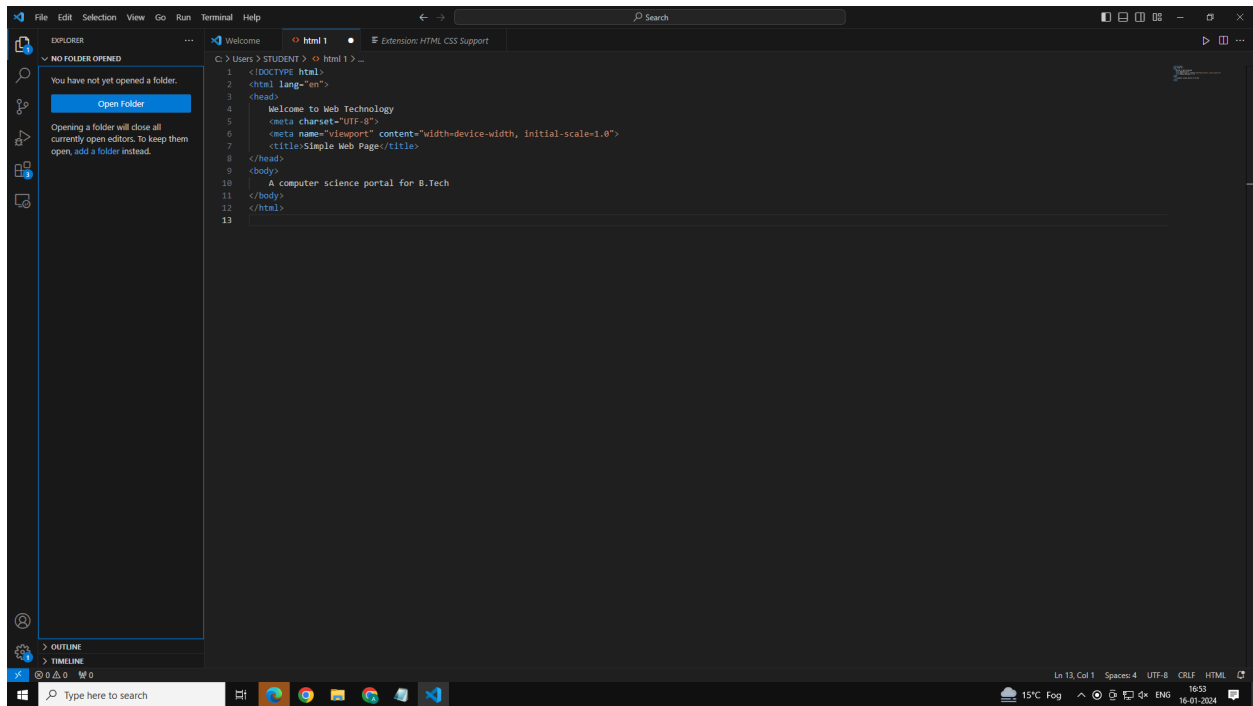 File Edit Selection View Go Run Terminal Help
Search
EXPLORER
Welcome
html 1
Extension: HTML CSS Support
NO FOLDER OPENED
C: > Users > STUDENT > html 1 > ...
You have not yet opened a folder.
Open Folder
Opening a folder will close all
currently open editors. To keep them
open, add a folder instead.
1 <!DOCTYPE html>
2 <html lang="en">
3 <head>
4 Welcome to Web Technology
5 <meta charset="UTF-8">
6 <meta name="viewport" content="width=device-width, initial-scale=1.0">
7 <title>Simple Web Page</title>
8 </head>
9 <body>
10 A computer science portal for B.Tech
11 </body>
12 </html>
13
1
3
OUTLINE
TIMELINE
1
0 0 0
Ln 13, Col 1 Spaces: 4 UTF-8 CRLF HTML
Type here to search
15°C Fog
ENG
16:53
16-01-2024